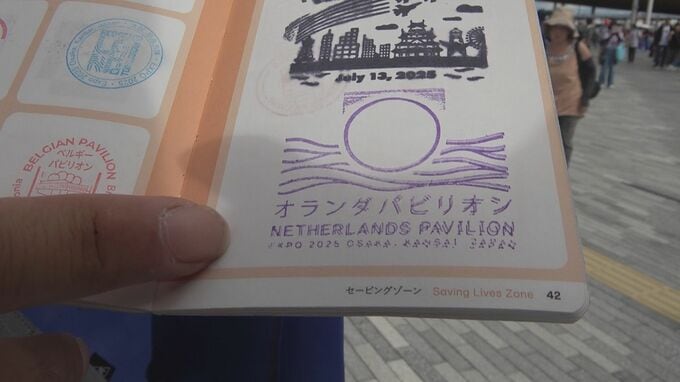 BELGIAN PAVILION
ベルギー
パビリオン
July 13, 2025
オランダパビリオン
NETHERLANDS PAVILION
EXPO 2025 OSAKA, KANSAI, JAPAN
セービングゾーン Saving Lives Zone 42